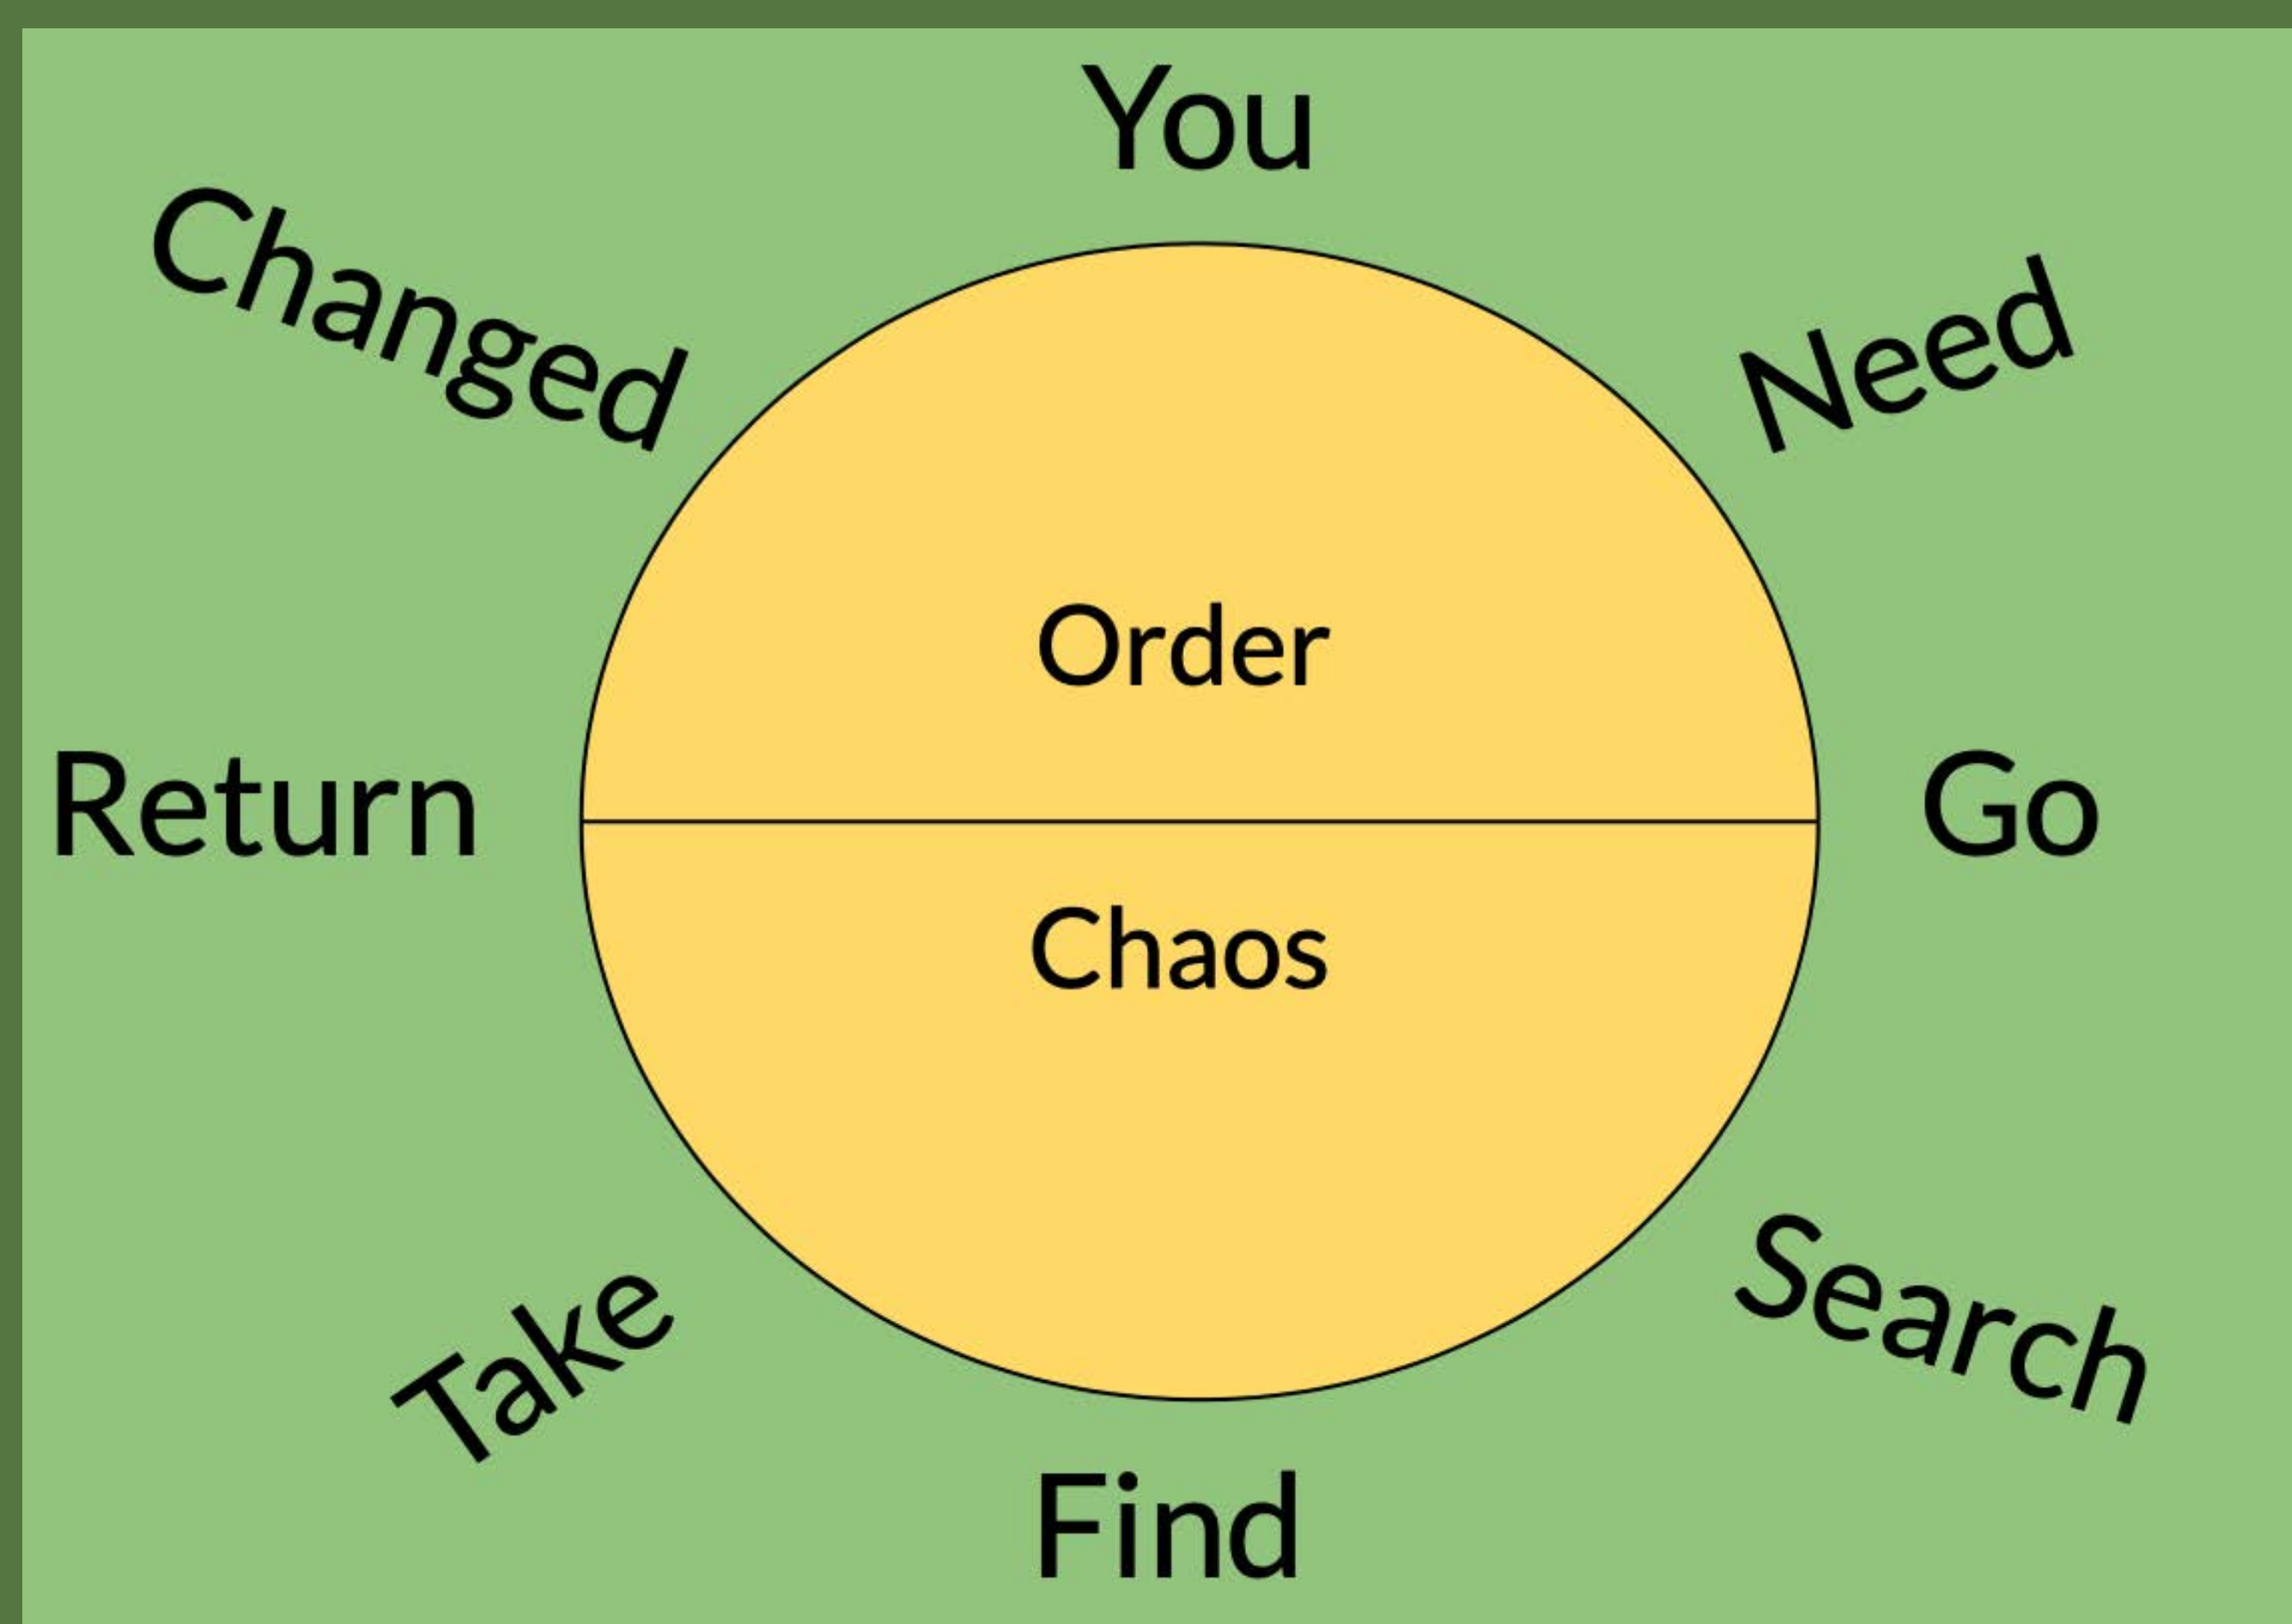 You
Changed
Need
Order
Return
Go
Chaos
Search
Take
Find